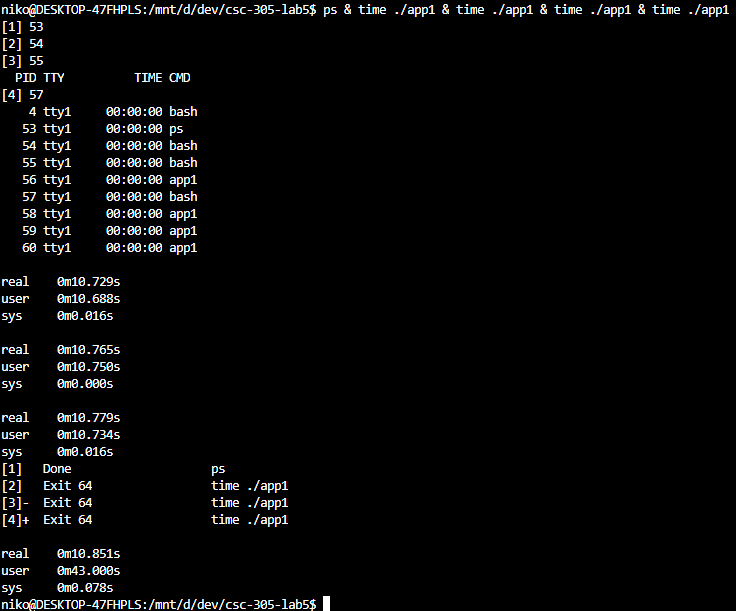 niko@DESKTOP-47FHPLS:/mnt/d/dev/csc-305-lab5$ ps & time ./app1 & time ./app1 & time ./app1 & time ./app1
[1] 53
[2] 54
[3] 55
  PID TTY          TIME CMD
[4] 57
    4 tty1     00:00:00 bash
   53 tty1     00:00:00 ps
   54 tty1     00:00:00 bash
   55 tty1     00:00:00 bash
   56 tty1     00:00:00 app1
   57 tty1     00:00:00 bash
   58 tty1     00:00:00 app1
   59 tty1     00:00:00 app1
   60 tty1     00:00:00 app1

real    0m10.729s
user    0m10.688s
sys     0m0.016s

real    0m10.765s
user    0m10.750s
sys     0m0.000s

real    0m10.779s
user    0m10.734s
sys     0m0.016s
[1]   Done                    ps
[2]   Exit 64                 time ./app1
[3]-  Exit 64                 time ./app1
[4]+  Exit 64                 time ./app1

real    0m10.851s
user    0m43.000s
sys     0m0.078s
niko@DESKTOP-47FHPLS:/mnt/d/dev/csc-305-lab5$